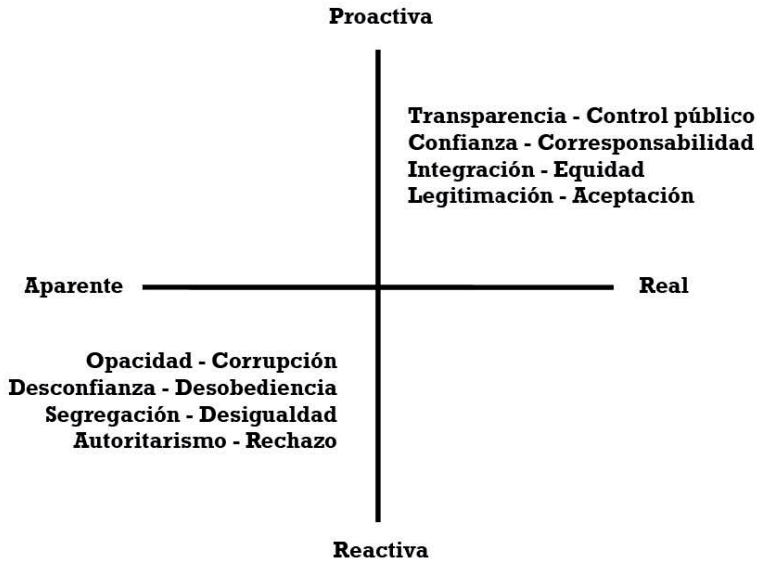 Proactiva
Transparencia - Control público
Confianza - Corresponsabilidad
Integración - Equidad
Legitimación - Aceptación
Aparente
Real
Opacidad - Corrupción
Desconfianza - Desobediencia
Segregación - Desigualdad
Autoritarismo - Rechazo
Reactiva